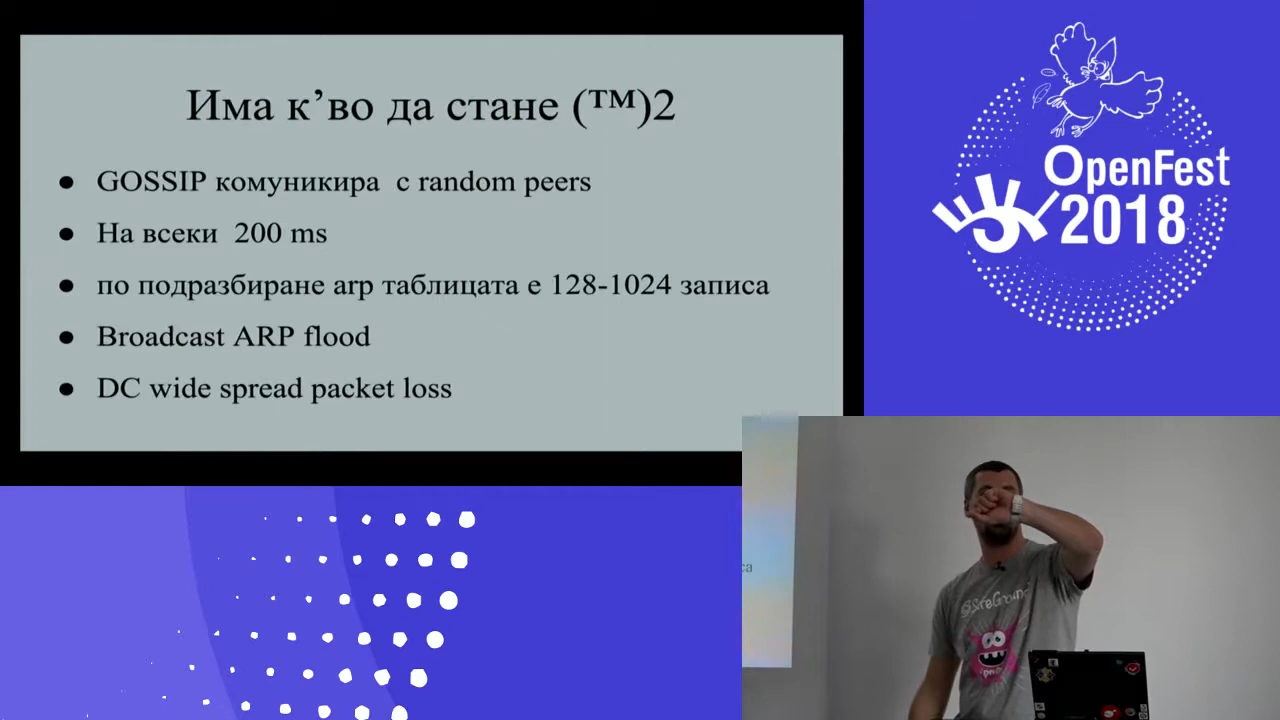 Има к’во да стане (™)2
● GOSSIP комуникира  с random peers
● На всеки  200 ms
● по подразбиране arp таблицата е 128-1024 записа
● Broadcast ARP flood
● DC wide spread packet loss
OpenFest
2018
са